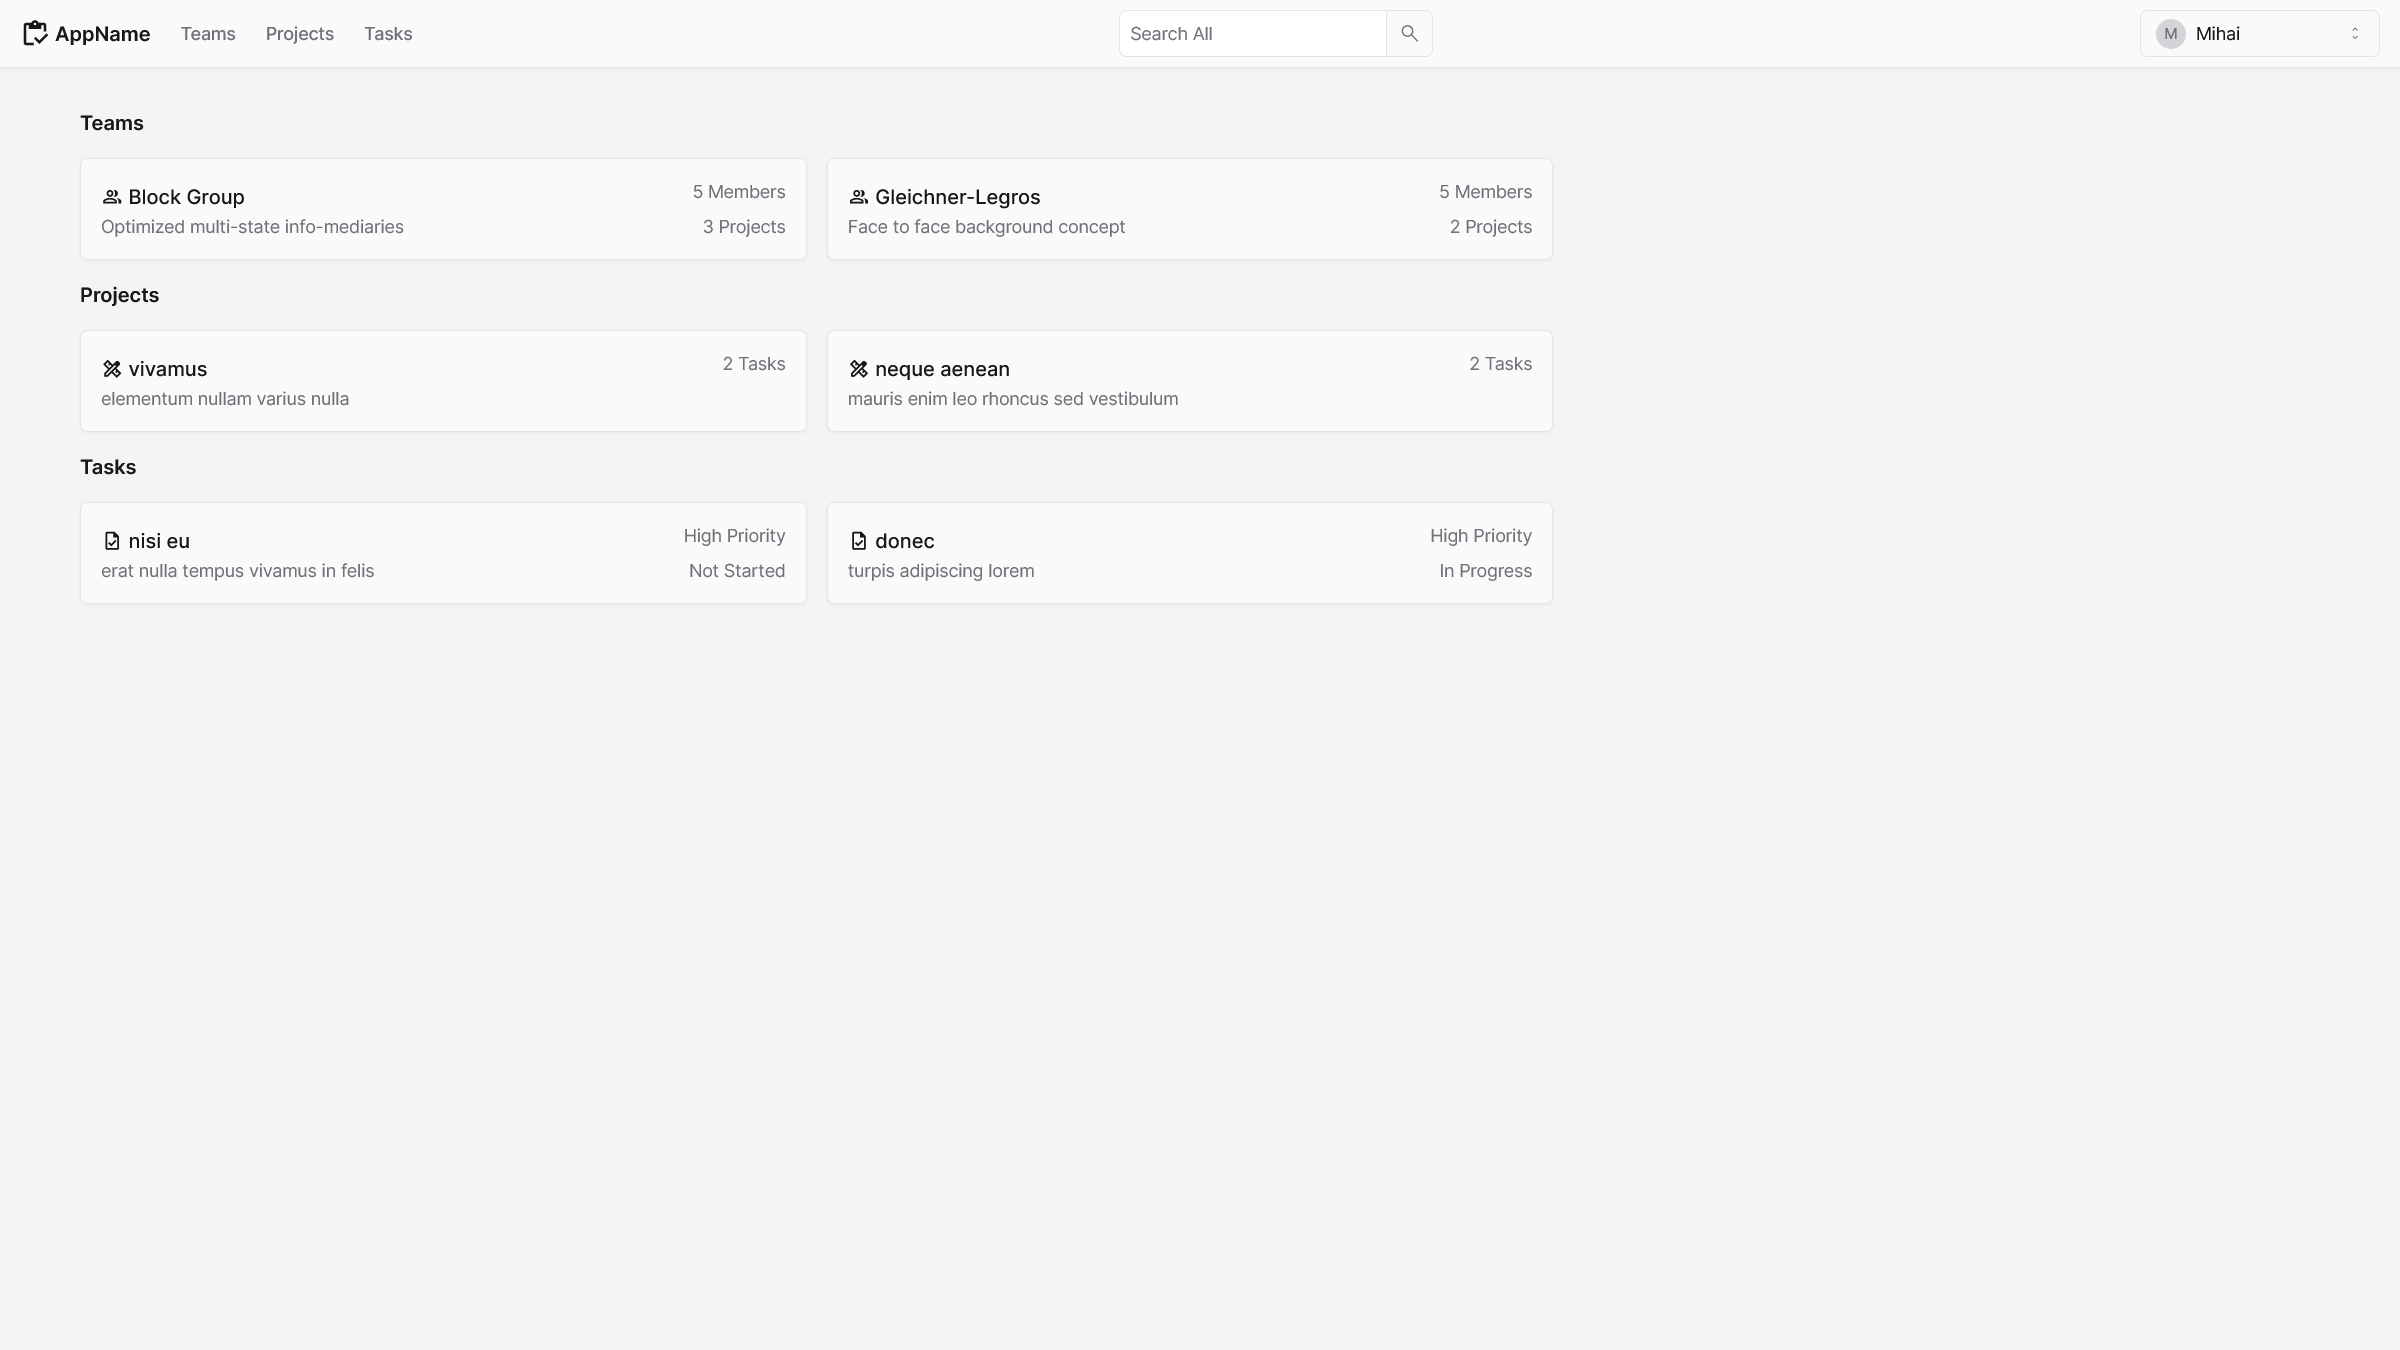 AppName Teams Projects Tasks Search All M Mihai
Teams
Block Group 5 Members
Optimized multi-state info-mediaries 3 Projects
Gleichner-Legros 5 Members
Face to face background concept 2 Projects
Projects
vivamus 2 Tasks
elementum nullam varius nulla
neque aenean 2 Tasks
mauris enim leo rhoncus sed vestibulum
Tasks
nisi eu High Priority
erat nulla tempus vivamus in felis Not Started
donec High Priority
turpis adipiscing lorem In Progress